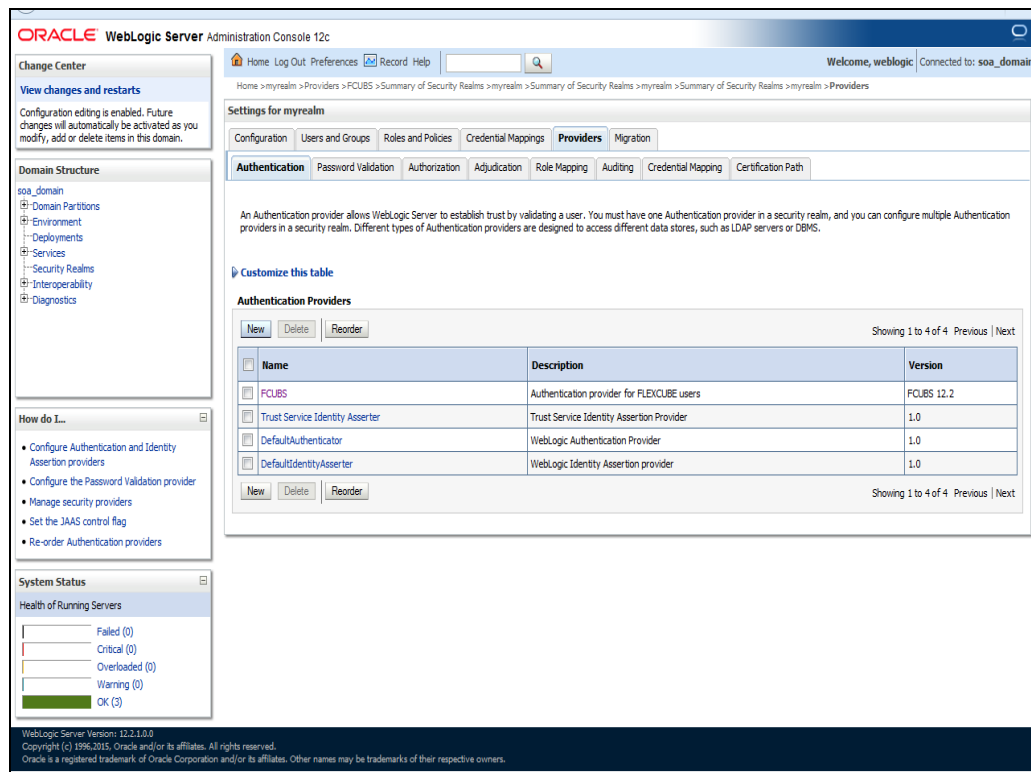 ORACLE WebLogic Server Administration Console 12c
Change Center
View changes and restarts
Configuration editing is enabled. Future
changes will automatically be activated as you
modify, add or delete items in this domain.
Domain Structure
soa_domain
Domain Partitions
Environment
Deployments
Services
Security Realms
Interoperability
Diagnostics
How do I...
Configure Authentication and Identity
Assertion providers
Configure the Password Validation provider
Manage security providers
Set the JAAS control flag
Re-order Authentication providers
System Status
Health of Running Servers
Failed (0)
Critical (0)
Overloaded (0)
Warning (0)
OK (3)
Home Log Out Preferences Record Help
Welcome, weblogic Connected to: soa_domain
Home >myrealm >Providers >FCUBS >Summary of Security Realms >myrealm >Summary of Security Realms >myrealm >Summary of Security Realms >myrealm >Providers
Settings for myrealm
Configuration Users and Groups Roles and Policies Credential Mappings Providers Migration
Authentication Password Validation Authorization Adjudication Role Mapping Auditing Credential Mapping Certification Path
An Authentication provider allows WebLogic Server to establish trust by validating a user. You must have one Authentication provider in a security realm, and you can configure multiple Authentication
providers in a security realm. Different types of Authentication providers are designed to access different data stores, such as LDAP servers or DBMS.
Customize this table
Authentication Providers
New Delete Reorder Showing 1 to 4 of 4 Previous | Next
Name Description Version
FCUBS Authentication provider for FLEXCUBE users FCUBS 12.2
Trust Service Identity Asserter Trust Service Identity Assertion Provider 1.0
DefaultAuthenticator WebLogic Authentication Provider 1.0
DefaultIdentityAsserter WebLogic Identity Assertion provider 1.0
New Delete Reorder Showing 1 to 4 of 4 Previous | Next
WebLogic Server Version: 12.2.1.0.0
Copyright (c) 1996,2015, Oracle and/or its affiliates. All rights reserved.
Oracle is a registered trademark of Oracle Corporation and/or its affiliates. Other names may be trademarks of their respective owners.